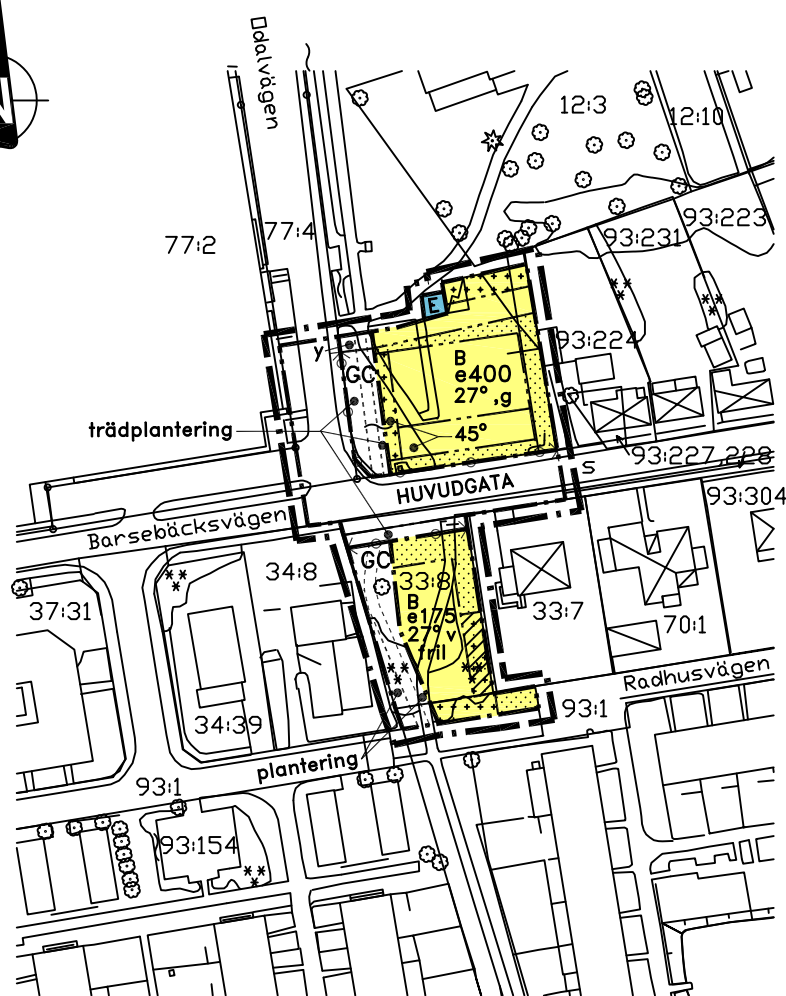 Odalvägen
12:3
12:10
77:2
77:4
93:231
93:223
E
93:224
y
GC
B
e400
27° ,g
trädplantering
45°
93:227,228
s
HUVUDGATA
93:304
Barsebäcksvägen
34:8
GC
33:8
37:31
B
e175
27° v
fril
33:7
70:1
Radhusvägen
34:39
93:1
plantering
93:1
93:154